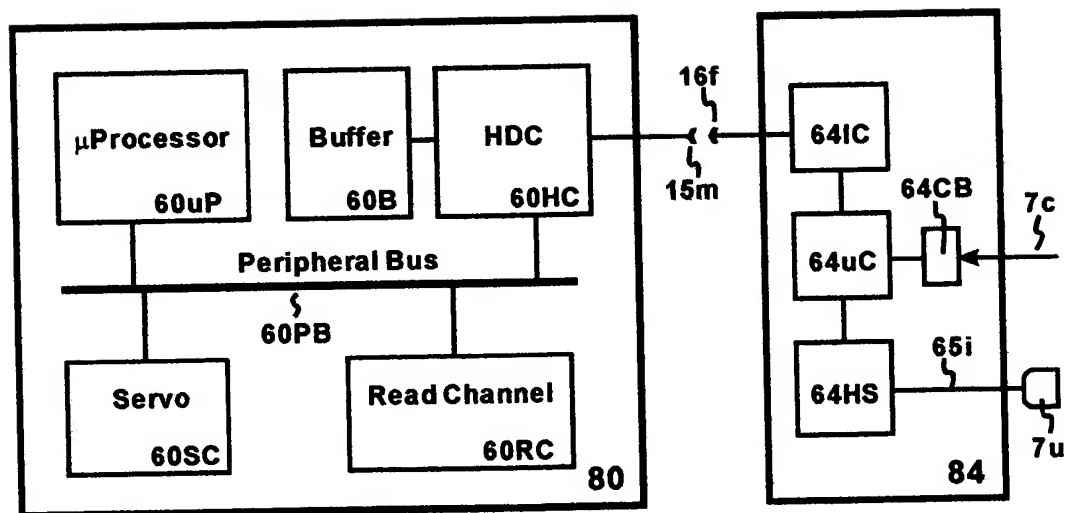 µProcessor
60uP
Buffer
60B
HDC
60HC
16f
15m
64IC
64CB
7c
64uC
Peripheral Bus
60PB
Servo
60SC
Read Channel
60RC
80
65i
64HS
7u
84